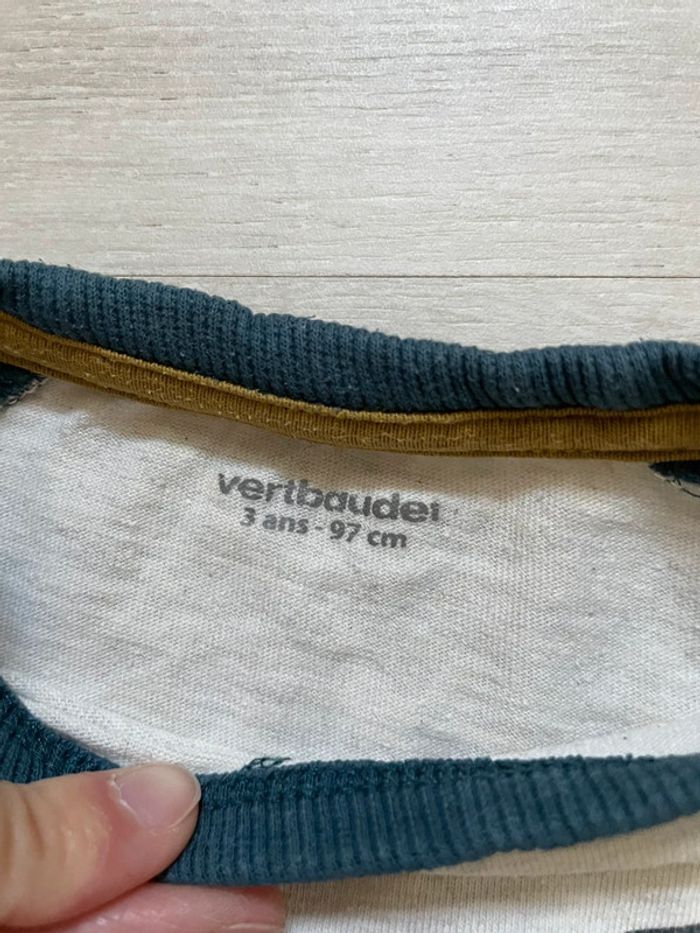 vertbaudet
3 ans - 97 cm